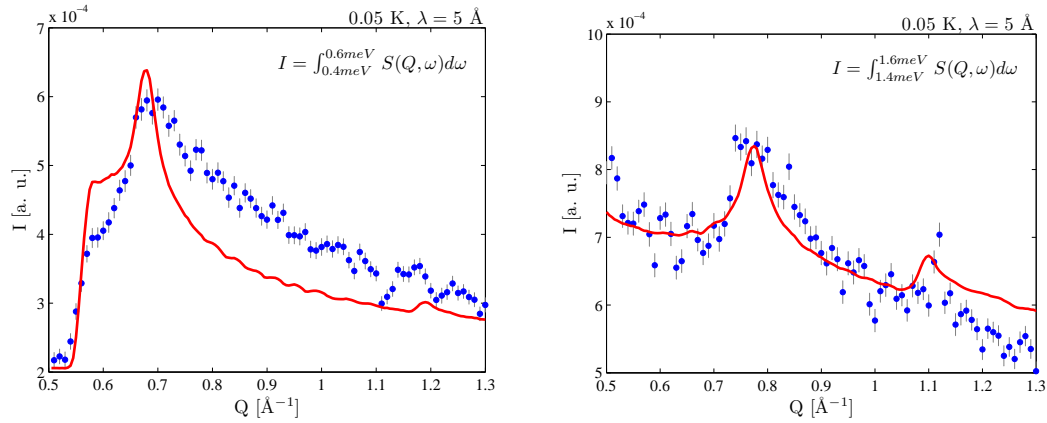 x 10⁻⁴
0.05 K, λ = 5 Å
I = ∫_{0.4meV}^{0.6meV} S(Q, ω)dω
7
6
5
4
3
2
I [a. u.]
0.5 0.6 0.7 0.8 0.9 1 1.1 1.2 1.3
Q [Å⁻¹]
x 10⁻⁴
0.05 K, λ = 5 Å
I = ∫_{1.4meV}^{1.6meV} S(Q, ω)dω
10
9
8
7
6
5
I [a. u.]
0.5 0.6 0.7 0.8 0.9 1 1.1 1.2 1.3
Q [Å⁻¹]